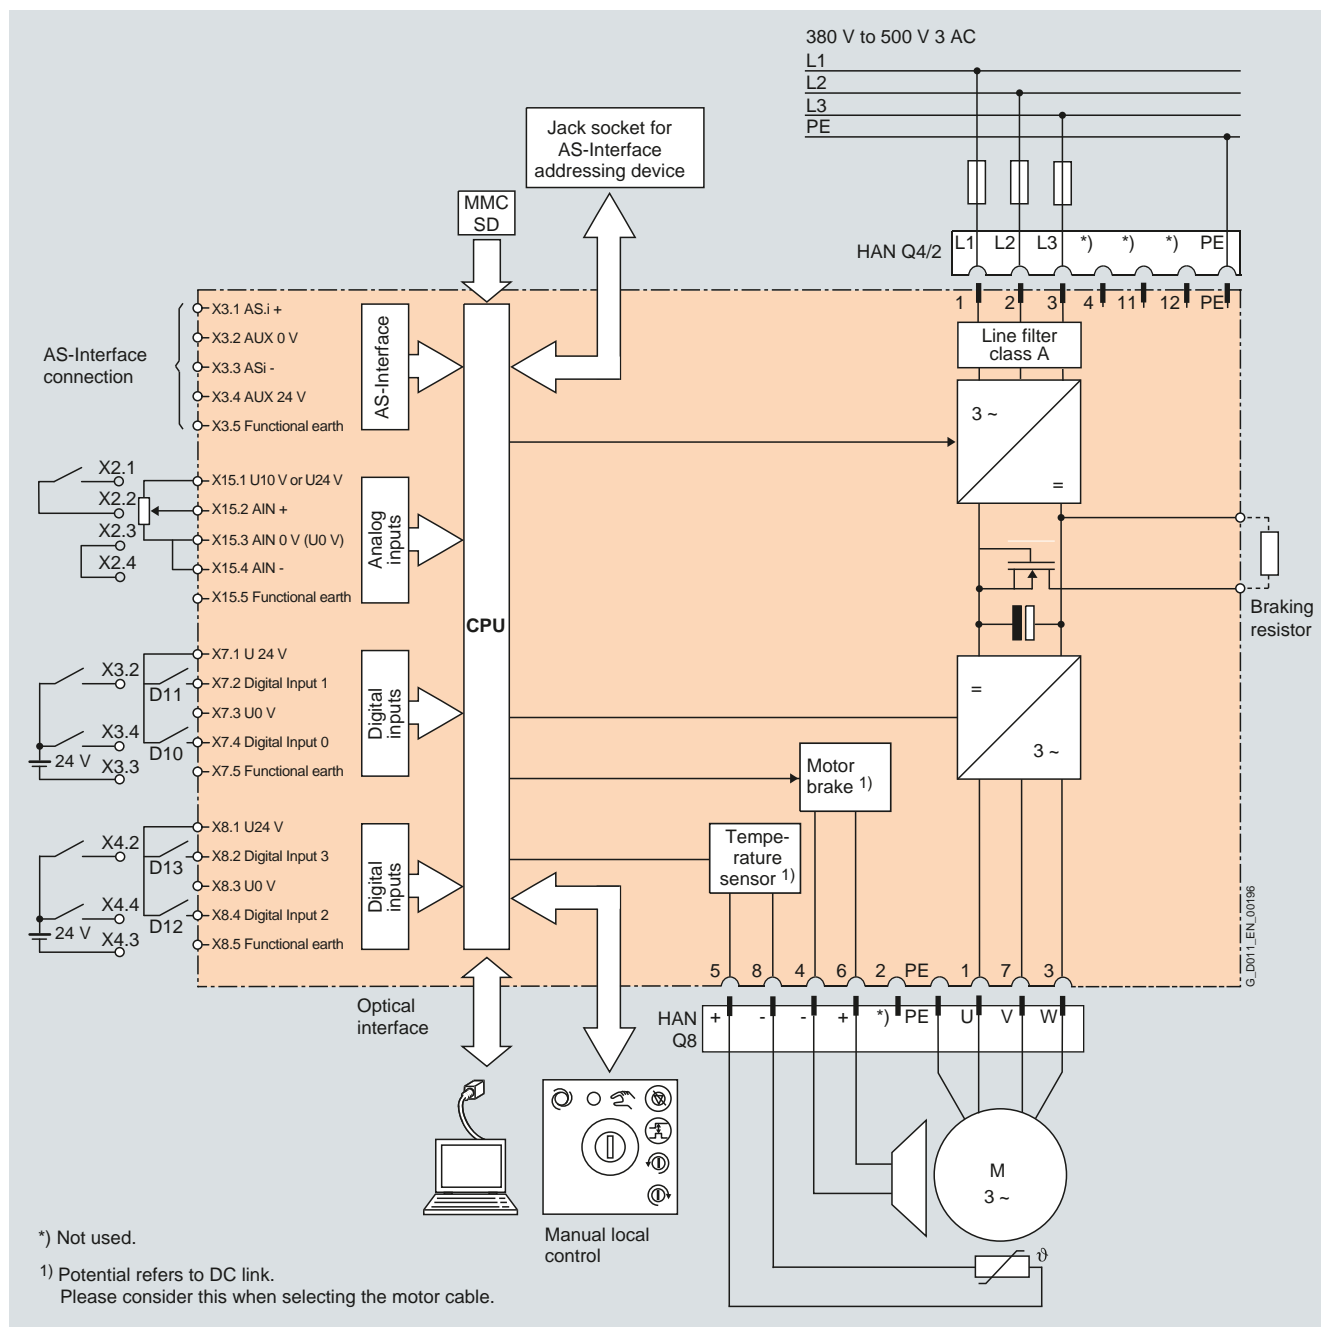 380 V to 500 V 3 AC
L1
L2
L3
PE
Jack socket for
AS-Interface
addressing device
MMC
SD
HAN Q4/2
L1 L2 L3 *) *) *) PE
1 2 3 4 11 12 PE
Line filter
class A
3 ~
=
AS-Interface
connection
X3.1 AS.i +
X3.2 AUX 0 V
X3.3 ASi -
X3.4 AUX 24 V
X3.5 Functional earth
AS-Interface
X2.1
X2.2
X2.3
X2.4
X15.1 U10 V or U24 V
X15.2 AIN +
X15.3 AIN 0 V (U0 V)
X15.4 AIN -
X15.5 Functional earth
Analog
inputs
CPU
Braking
resistor
X3.2
D11
X3.4
D10
24 V
X3.3
X7.1 U 24 V
X7.2 Digital Input 1
X7.3 U0 V
X7.4 Digital Input 0
X7.5 Functional earth
Digital
inputs
=
3 ~
Motor
brake 1)
Tempe-
rature
sensor 1)
X4.2
D13
X4.4
D12
24 V
X4.3
X8.1 U24 V
X8.2 Digital Input 3
X8.3 U0 V
X8.4 Digital Input 2
X8.5 Functional earth
Digital
inputs
G_D011_EN_00196
5 8 4 6 2 PE 1 7 3
HAN
Q8
+ - - + *) PE U V W
Optical
interface
M
3 ~
ϑ
Manual local
control
*) Not used.
1) Potential refers to DC link.
Please consider this when selecting the motor cable.